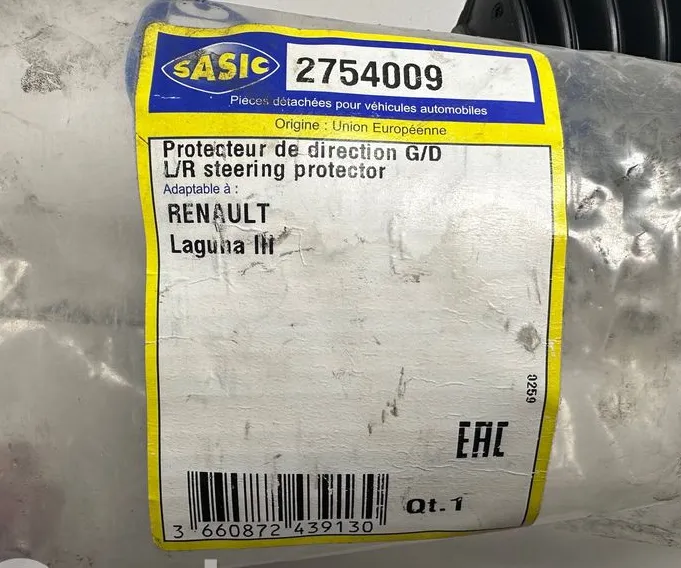 SASIC 2754009
Pièces détachées pour véhicules automobiles
Origine : Union Européenne
Protecteur de direction G/D
L/R steering protector
Adaptable à :
RENAULT
Laguna III
0259
EAC
Qt.1
3 660872 439130